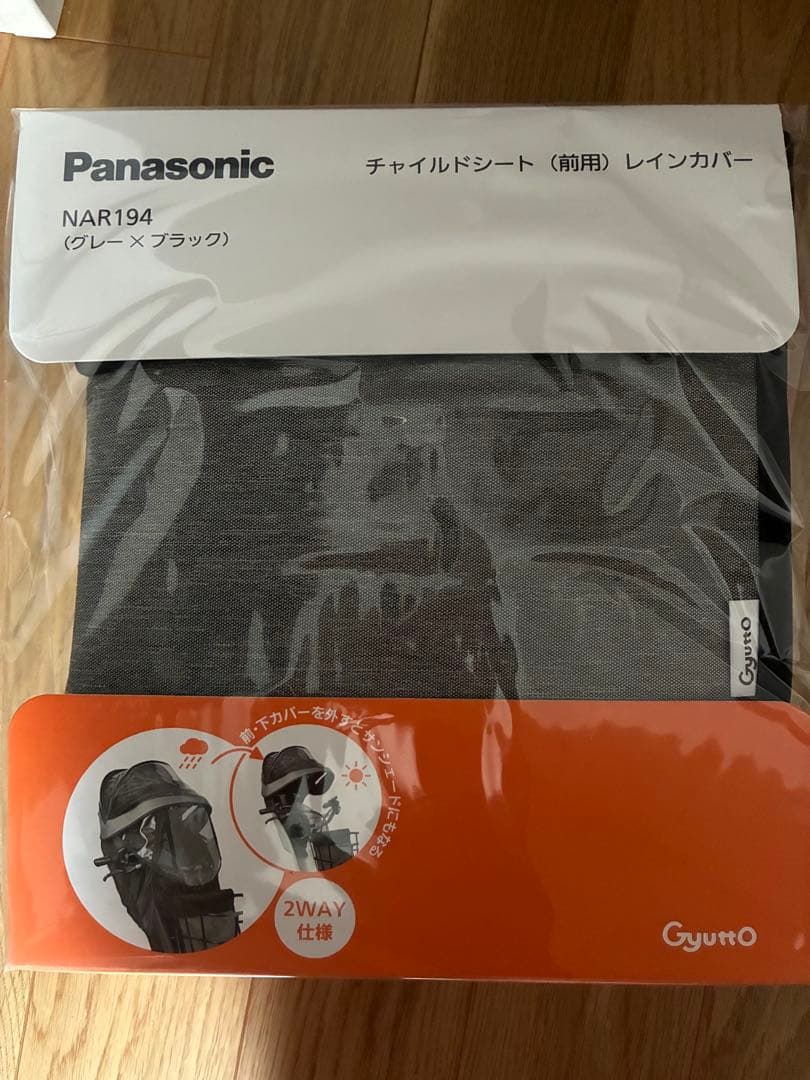 Panasonic
チャイルドシート（前用）レインカバー
NAR194
（グレー×ブラック）
Gyutto
前・下カバーを外すとサンシェードにもなる
2WAY
仕様
Gyutto